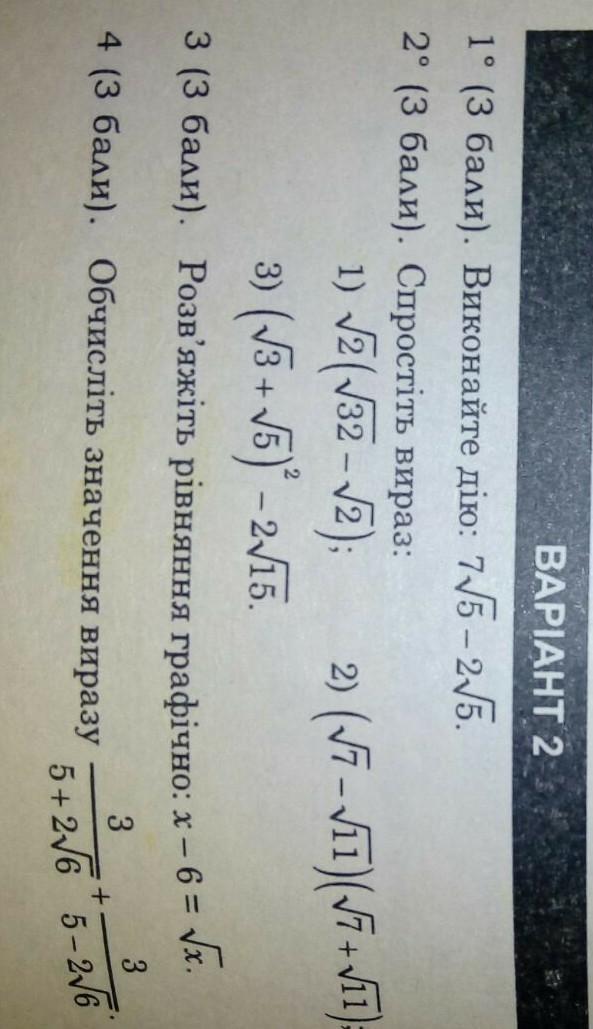 ВАРІАНТ 2
1° (3 бали). Виконайте дію: 7√5 – 2√5.
2° (3 бали). Спростіть вираз:
1) √2(√32 – √2); 2) (√7 – √11)(√7 + √11);
3) (√3 + √5)² – 2√15.
3 (3 бали). Розв’яжіть рівняння графічно: x – 6 = √x.
4 (3 бали). Обчисліть значення виразу 3/(5 + 2√6) + 3/(5 – 2√6).